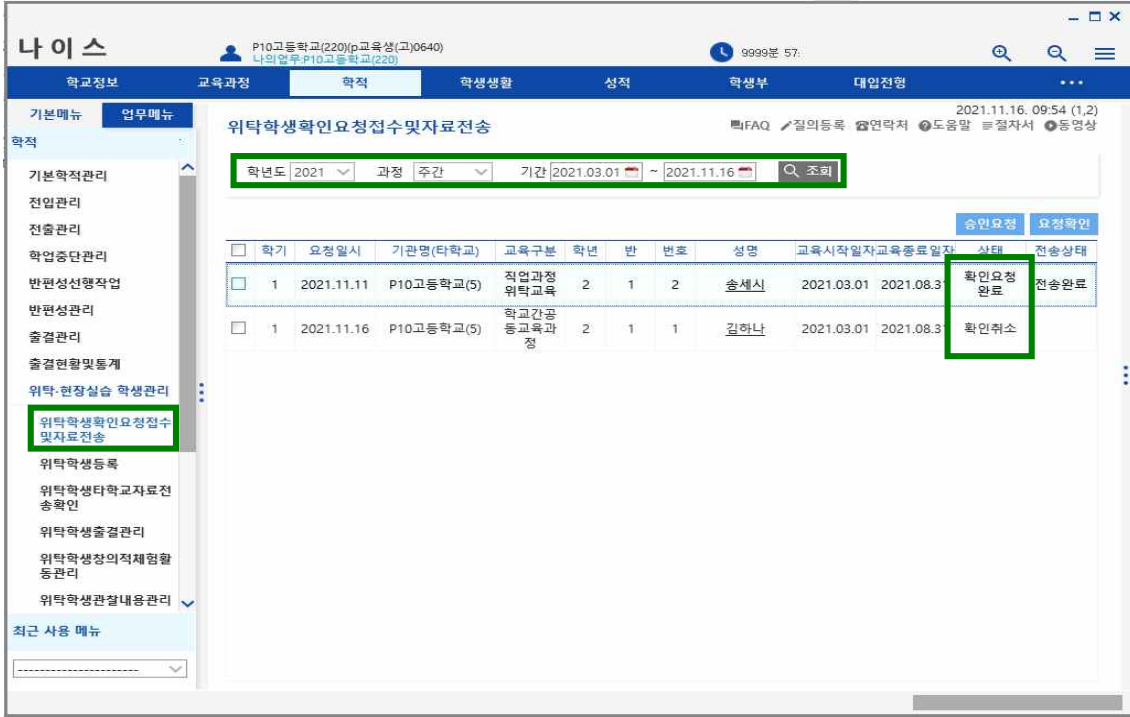 나이스
P10고등학교(220)(p교육생(고)0640)
나의업무:P10고등학교(220)
9999분 57:
학교정보 교육과정 학적 학생생활 성적 학생부 대입전형 •••
기본메뉴 업무메뉴
학적
기본학적관리
전입관리
전출관리
학업중단관리
반편성선행작업
반편성관리
출결관리
출결현황및통계
위탁·현장실습 학생관리
위탁학생확인요청접수
및자료전송
위탁학생등록
위탁학생타학교자료전
송확인
위탁학생출결관리
위탁학생창의적체험활
동관리
위탁학생관찰내용관리
최근 사용 메뉴
----------------------
2021.11.16. 09:54 (1,2)
위탁학생확인요청접수및자료전송
FAQ 질의등록 연락처 도움말 절차서 동영상
학년도 2021 과정 주간 기간 2021.03.01 ~ 2021.11.16 조회
승인요청 요청확인
학기 요청일시 기관명(타학교) 교육구분 학년 반 번호 성명 교육시작일자 교육종료일자 상태 전송상태
1 2021.11.11 P10고등학교(5) 직업과정
위탁교육 2 1 2 송세시 2021.03.01 2021.08.31 확인요청
완료 전송완료
1 2021.11.16 P10고등학교(5) 학교간공
동교육과
정 2 1 1 김하나 2021.03.01 2021.08.31 확인취소